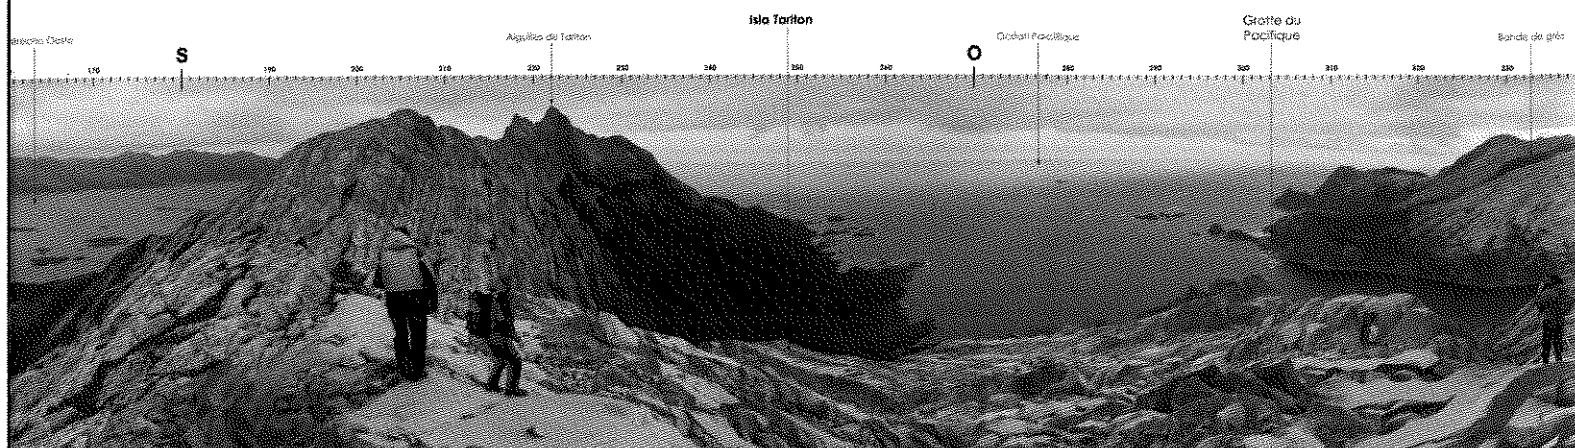 Isla Tarlton
Grotte du
Pacifique
Aiguilles de Tarlton
Océan Pacifique
Bande de grès
S
O
170 190 200 210 220 230 240 250 260 280 290 300 310 320 330